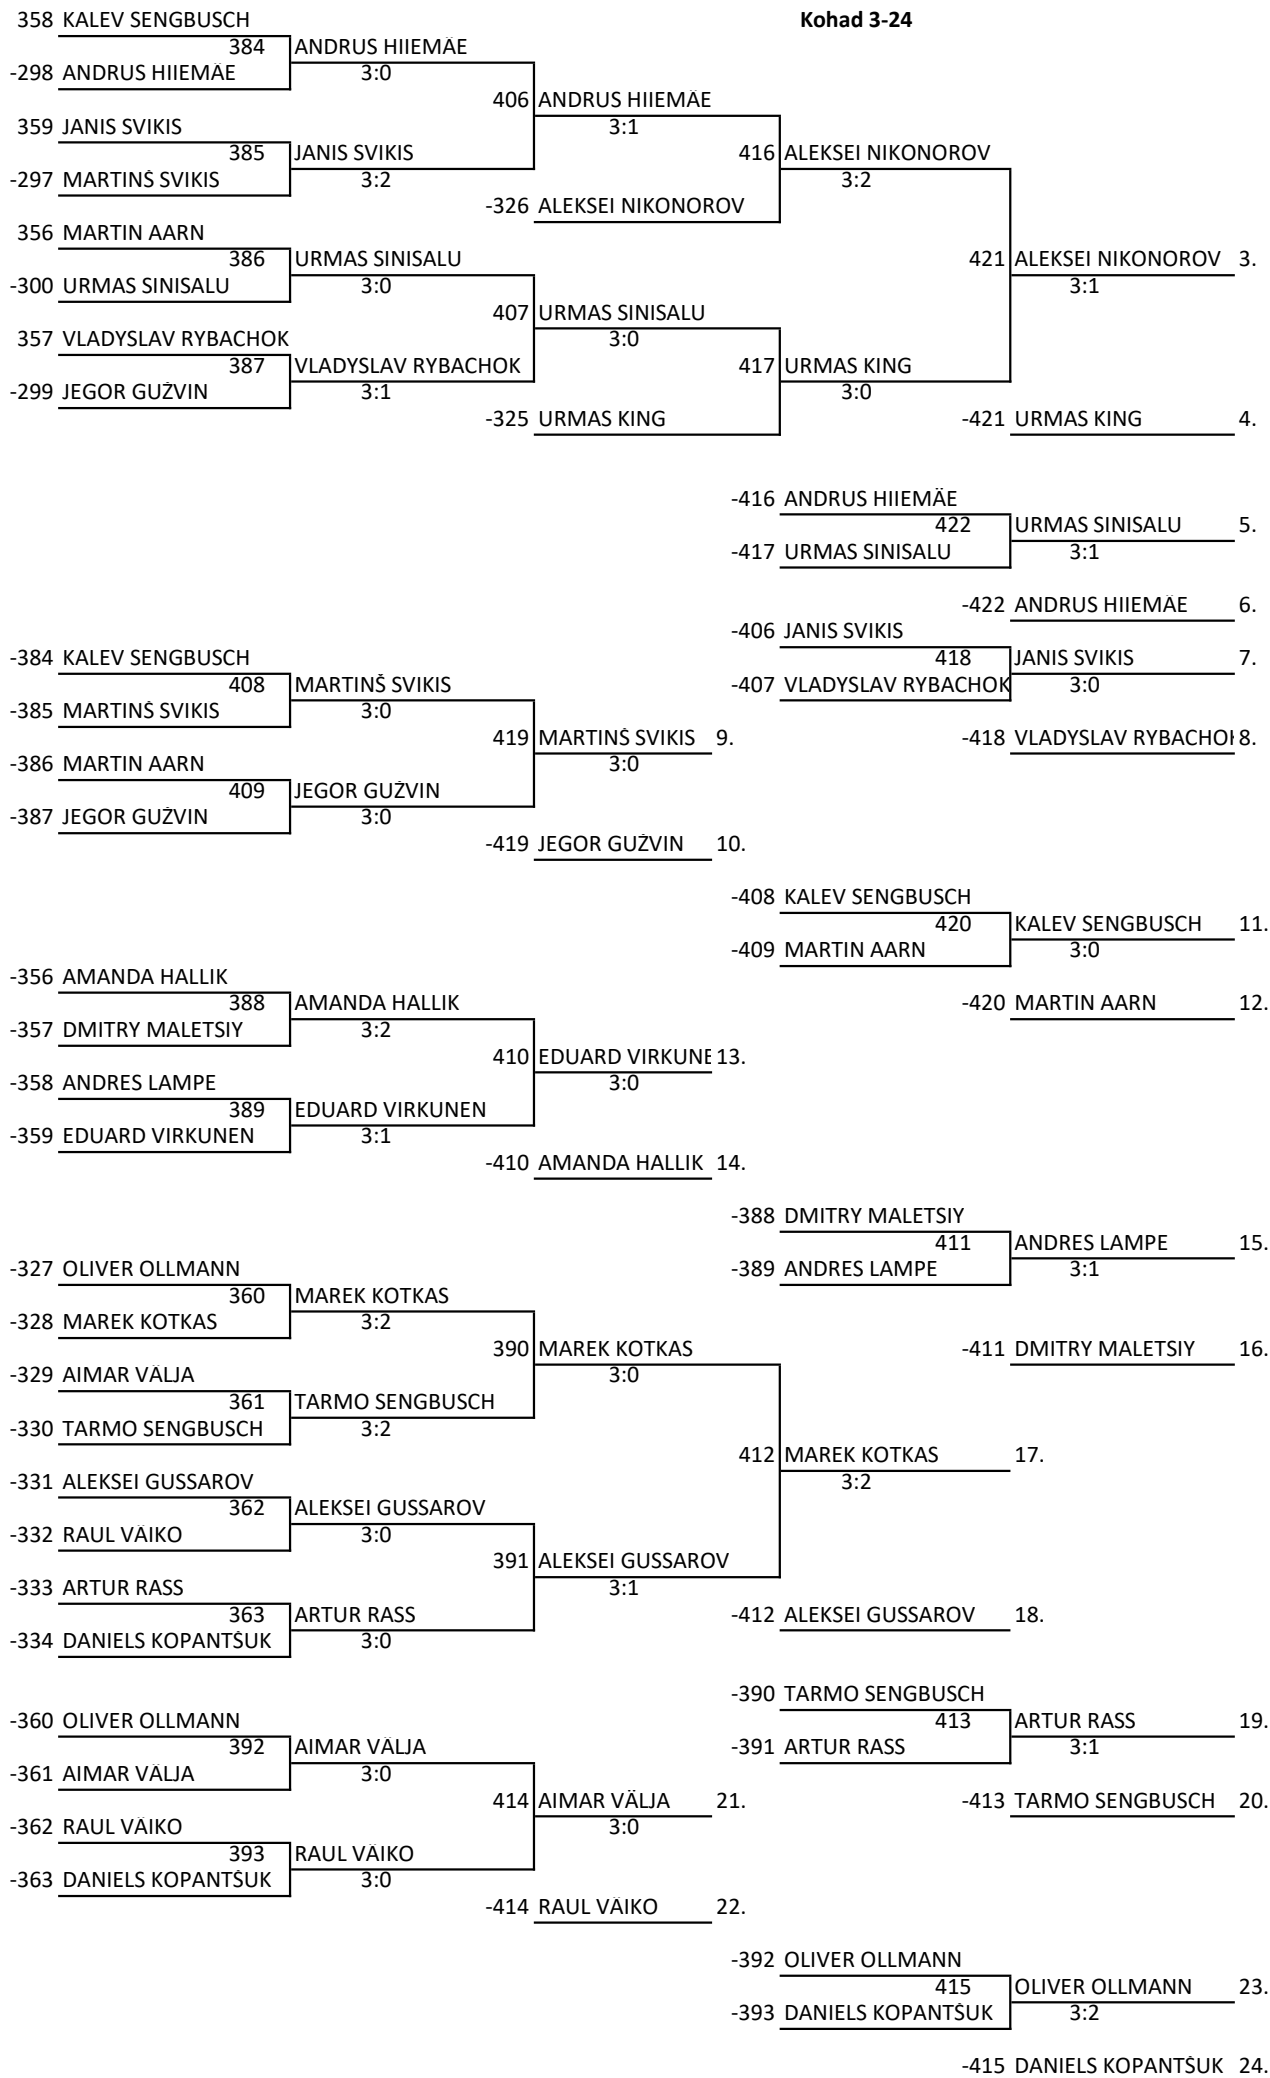 358 KALEV SENGBUSCH Kohad 3-24
384 ANDRUS HIIEMÄE
-298 ANDRUS HIIEMÄE 3:0
406 ANDRUS HIIEMÄE
359 JANIS SVIKIS 3:1
385 JANIS SVIKIS 416 ALEKSEI NIKONOROV
-297 MARTINŠ SVIKIS 3:2 3:2
-326 ALEKSEI NIKONOROV
356 MARTIN AARN
386 URMAS SINISALU 421 ALEKSEI NIKONOROV 3.
-300 URMAS SINISALU 3:0 3:1
407 URMAS SINISALU
357 VLADYSLAV RYBACHOK 3:0
387 VLADYSLAV RYBACHOK 417 URMAS KING
-299 JEGOR GUŽVIN 3:1 3:0
-325 URMAS KING -421 URMAS KING 4.
-416 ANDRUS HIIEMÄE
422 URMAS SINISALU 5.
-417 URMAS SINISALU 3:1
-422 ANDRUS HIIEMÄE 6.
-406 JANIS SVIKIS
-384 KALEV SENGBUSCH 418 JANIS SVIKIS 7.
408 MARTINŠ SVIKIS -407 VLADYSLAV RYBACHOK 3:0
-385 MARTINŠ SVIKIS 3:0
419 MARTINŠ SVIKIS 9. -418 VLADYSLAV RYBACHOK 8.
-386 MARTIN AARN 3:0
409 JEGOR GUŽVIN
-387 JEGOR GUŽVIN 3:0
-419 JEGOR GUŽVIN 10.
-408 KALEV SENGBUSCH
420 KALEV SENGBUSCH 11.
-409 MARTIN AARN 3:0
-356 AMANDA HALLIK
388 AMANDA HALLIK -420 MARTIN AARN 12.
-357 DMITRY MALETSIY 3:2
410 EDUARD VIRKUNE 13.
-358 ANDRES LAMPE 3:0
389 EDUARD VIRKUNEN
-359 EDUARD VIRKUNEN 3:1
-410 AMANDA HALLIK 14.
-388 DMITRY MALETSIY
411 ANDRES LAMPE 15.
-327 OLIVER OLLMANN -389 ANDRES LAMPE 3:1
360 MAREK KOTKAS
-328 MAREK KOTKAS 3:2
390 MAREK KOTKAS -411 DMITRY MALETSIY 16.
-329 AIMAR VÄLJA 3:0
361 TARMO SENGBUSCH
-330 TARMO SENGBUSCH 3:2
412 MAREK KOTKAS 17.
-331 ALEKSEI GUSSAROV 3:2
362 ALEKSEI GUSSAROV
-332 RAUL VÄIKO 3:0
391 ALEKSEI GUSSAROV
-333 ARTUR RASS 3:1
363 ARTUR RASS -412 ALEKSEI GUSSAROV 18.
-334 DANIELS KOPANTŠUK 3:0
-390 TARMO SENGBUSCH
-360 OLIVER OLLMANN 413 ARTUR RASS 19.
392 AIMAR VÄLJA -391 ARTUR RASS 3:1
-361 AIMAR VÄLJA 3:0
414 AIMAR VÄLJA 21. -413 TARMO SENGBUSCH 20.
-362 RAUL VÄIKO 3:0
393 RAUL VÄIKO
-363 DANIELS KOPANTŠUK 3:0
-414 RAUL VÄIKO 22.
-392 OLIVER OLLMANN
415 OLIVER OLLMANN 23.
-393 DANIELS KOPANTŠUK 3:2
-415 DANIELS KOPANTŠUK 24.